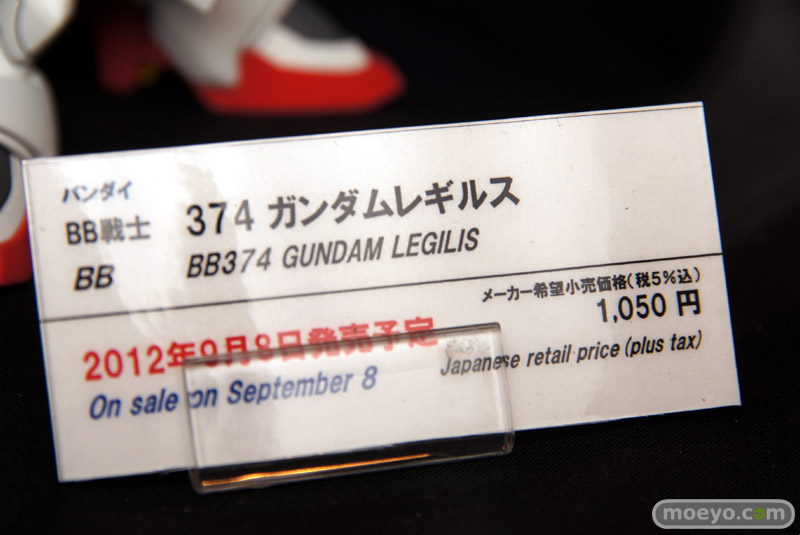 バンダイ
BB戦士 374 ガンダムレギルス
BB BB374 GUNDAM LEGILIS
メーカー希望小売価格(税5%込)
1,050 円
2012年9月8日発売予定
Japanese retail price (plus tax)
On sale on September 8
moeyo.com